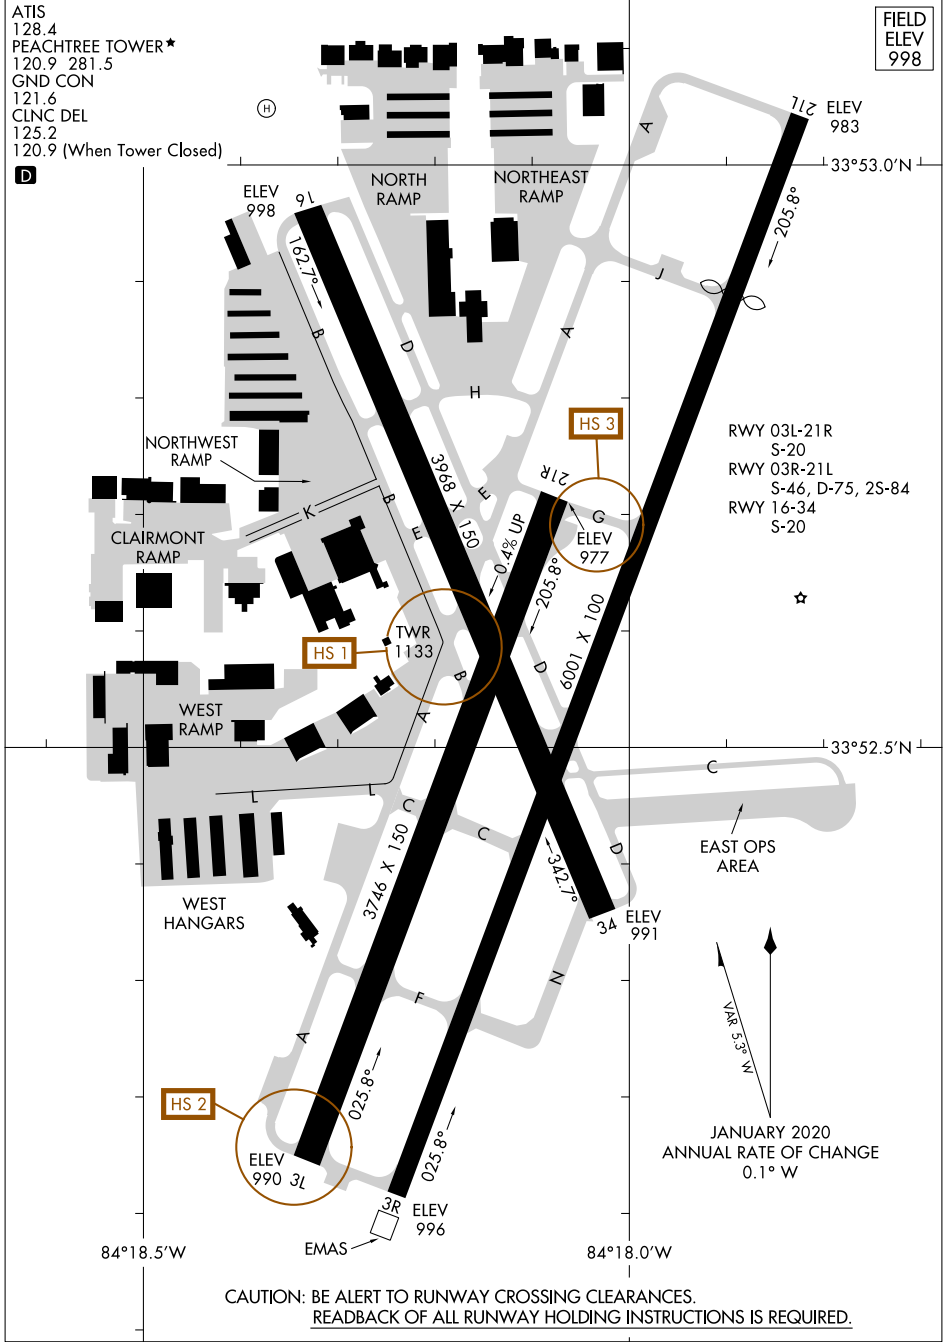 ATIS
128.4
PEACHTREE TOWER★
120.9 281.5
GND CON
121.6
CLNC DEL
125.2
120.9 (When Tower Closed)
D
FIELD
ELEV
998
H
A
21L
ELEV
983
33°53.0'N
NORTH
RAMP
NORTHEAST
RAMP
ELEV
998
16
205.8°
162.7°
J
B
D
A
H
HS 3
RWY 03L-21R
S-20
RWY 03R-21L
S-46, D-75, 2S-84
RWY 16-34
S-20
NORTHWEST
RAMP
3968 X 150
21R
E
B
K
G
E
0.4% UP
ELEV
977
CLAIRMONT
RAMP
205.8°
6001 X 100
TWR
1133
HS 1
B
D
A
WEST
RAMP
33°52.5'N
C
L
L
C
C
EAST OPS
AREA
D
3746 X 150
342.7°
WEST
HANGARS
34
ELEV
991
N
F
A
VAR 5.3° W
025.8°
HS 2
025.8°
JANUARY 2020
ANNUAL RATE OF CHANGE
0.1° W
ELEV
990
3L
3R
ELEV
996
EMAS
84°18.5'W
84°18.0'W
CAUTION: BE ALERT TO RUNWAY CROSSING CLEARANCES.
READBACK OF ALL RUNWAY HOLDING INSTRUCTIONS IS REQUIRED.